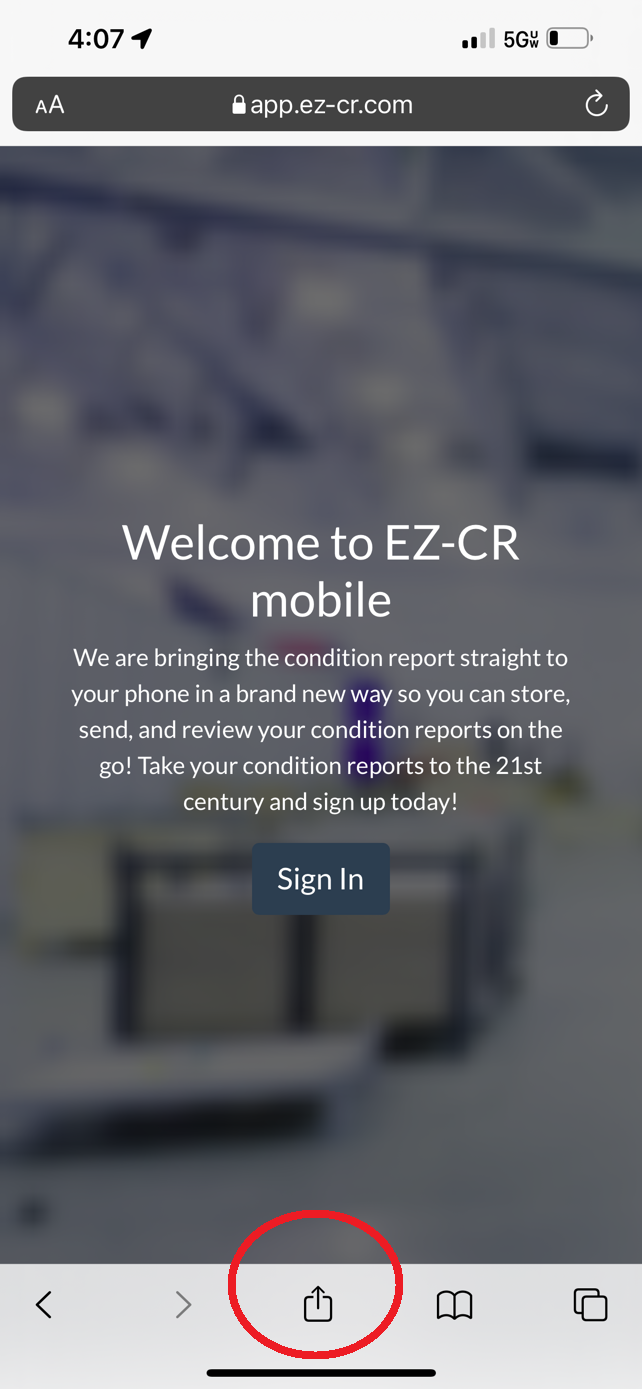 4:07
5GUW
AA
app.ez-cr.com
Welcome to EZ-CR
mobile
We are bringing the condition report straight to
your phone in a brand new way so you can store,
send, and review your condition reports on the
go! Take your condition reports to the 21st
century and sign up today!
Sign In